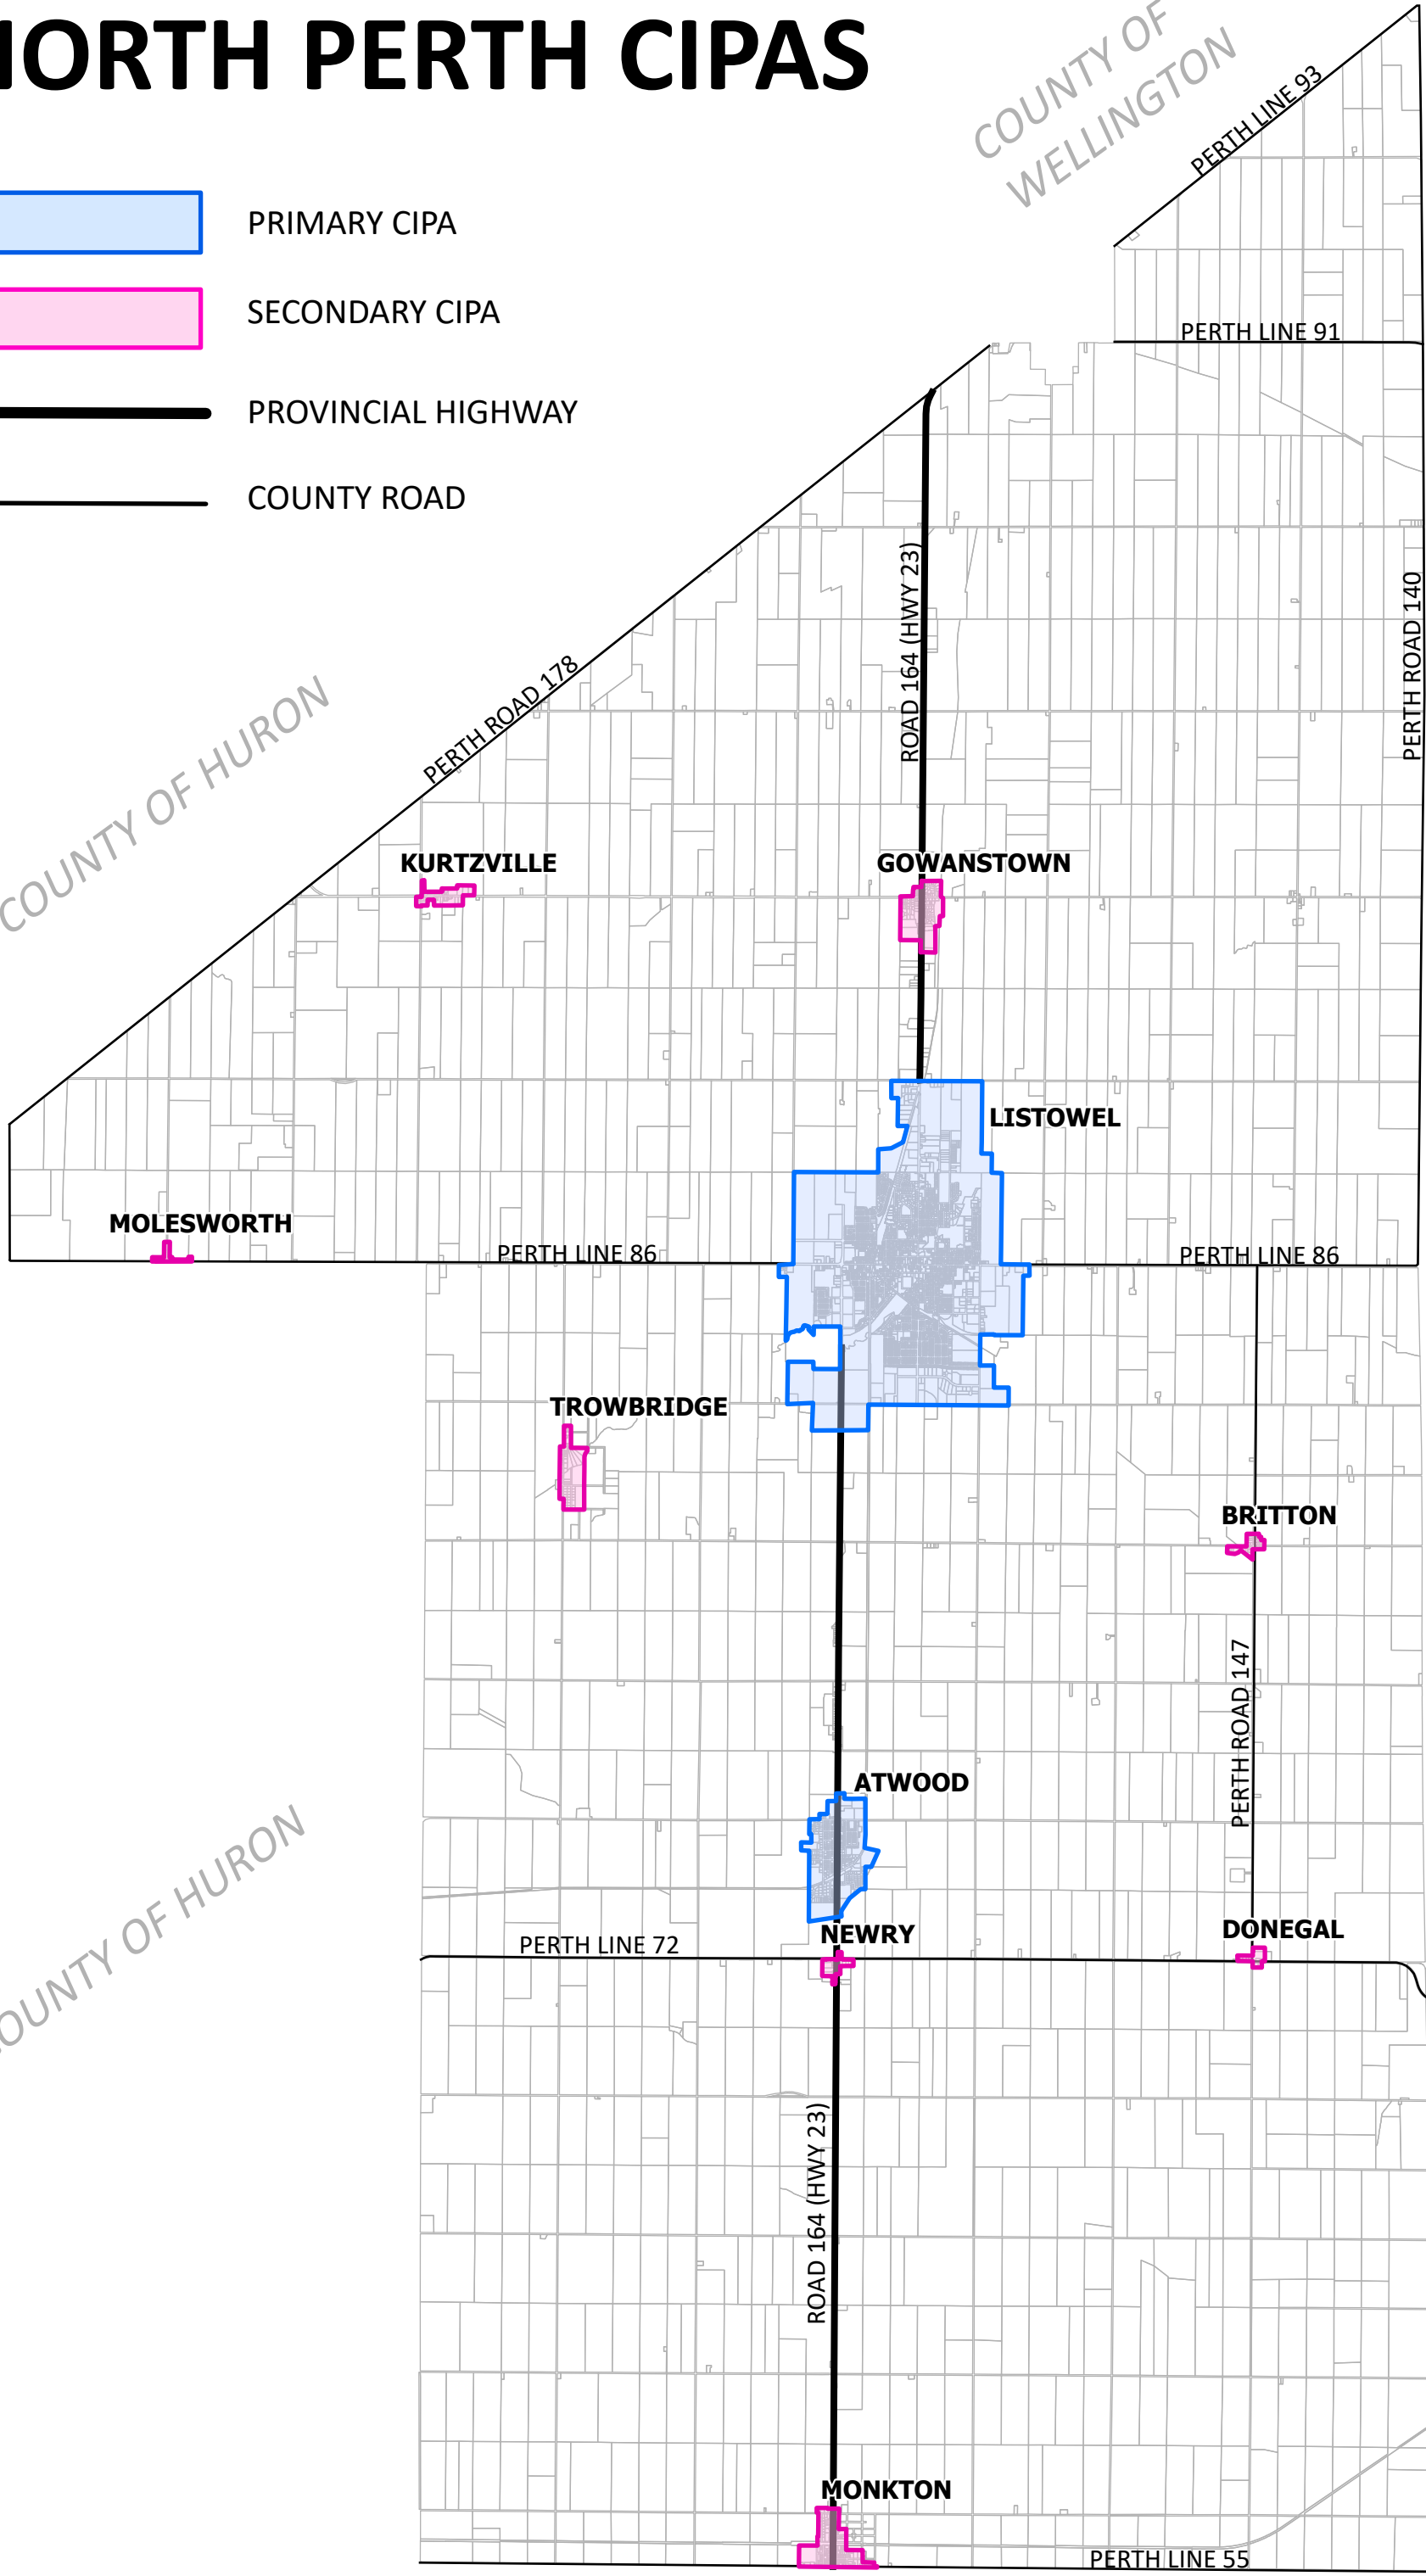 ORTH PERTH CIPAS
COUNTY OF
WELLINGTON
PERTH LINE 93
PRIMARY CIPA
SECONDARY CIPA
PERTH LINE 91
PROVINCIAL HIGHWAY
COUNTY ROAD
ROAD 164 (HWY 23)
PERTH ROAD 140
PERTH ROAD 178
COUNTY OF HURON
KURTZVILLE
GOWANSTOWN
LISTOWEL
MOLESWORTH
PERTH LINE 86
PERTH LINE 86
TROWBRIDGE
BRITTON
PERTH ROAD 147
ATWOOD
OUNTY OF HURON
NEWRY
DONEGAL
PERTH LINE 72
ROAD 164 (HWY 23)
MONKTON
PERTH LINE 55